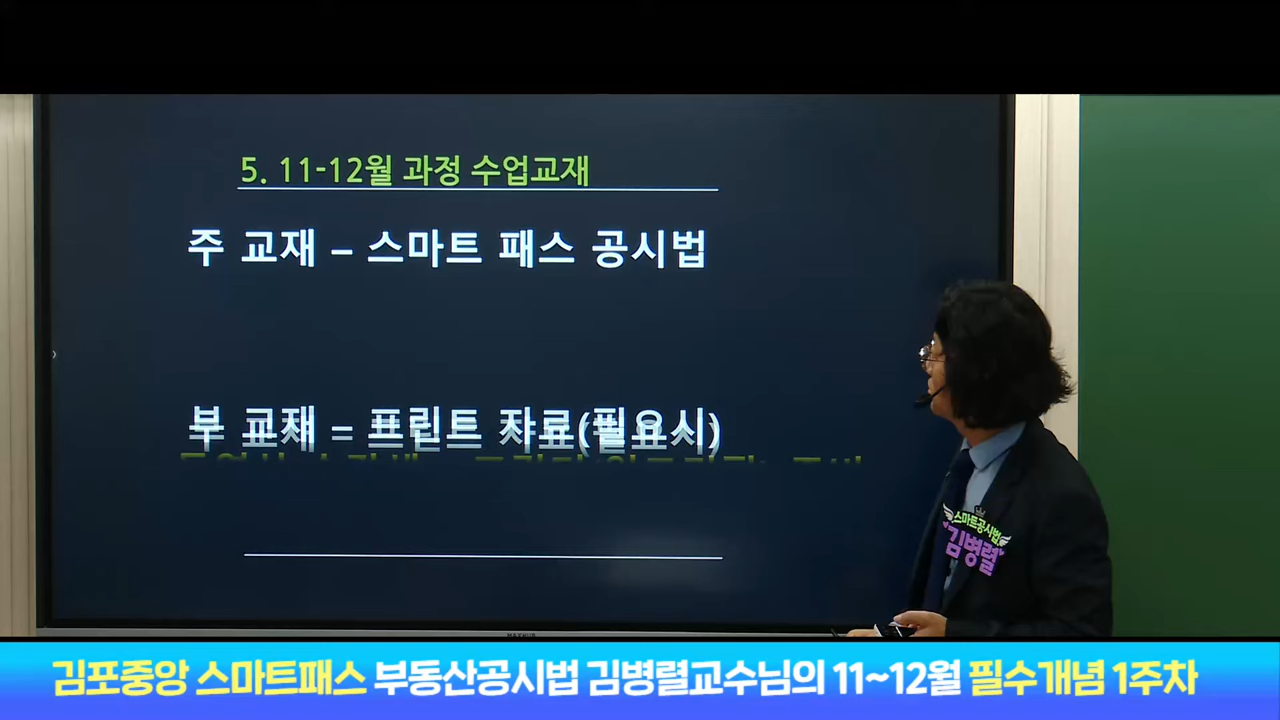 5. 11-12월 과정 수업교재
주 교재 – 스마트 패스 공시법
부 교재 = 프린트 자료(필요시)
스마트공시법
김병렬
김포중앙 스마트패스 부동산공시법 김병렬교수님의 11~12월 필수개념 1주차